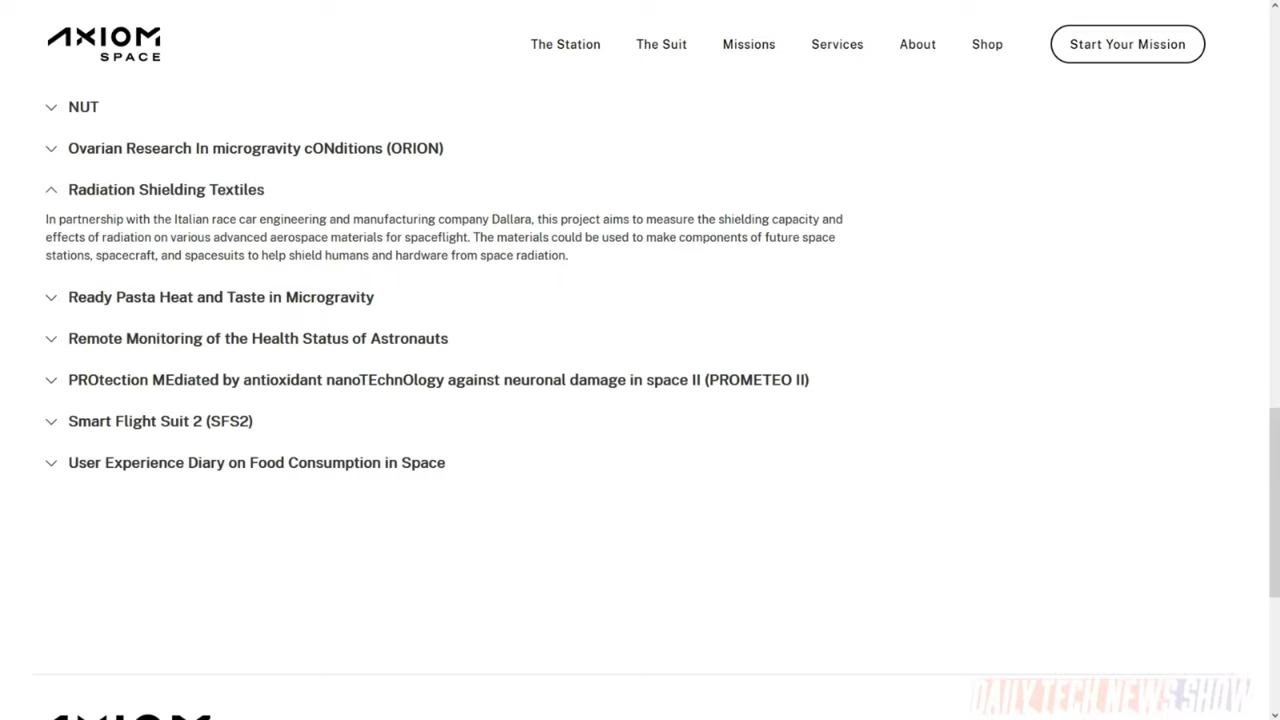 AXIOM
SPACE
The Station
The Suit
Missions
Services
About
Shop
Start Your Mission
NUT
Ovarian Research In microgravity cONditions (ORION)
Radiation Shielding Textiles
In partnership with the Italian race car engineering and manufacturing company Dallara, this project aims to measure the shielding capacity and
effects of radiation on various advanced aerospace materials for spaceflight. The materials could be used to make components of future space
stations, spacecraft, and spacesuits to help shield humans and hardware from space radiation.
Ready Pasta Heat and Taste in Microgravity
Remote Monitoring of the Health Status of Astronauts
PROtection MEdiated by antioxidant nanoTEchnOlogy against neuronal damage in space II (PROMETEO II)
Smart Flight Suit 2 (SFS2)
User Experience Diary on Food Consumption in Space
DAILY TECH NEWS SHOW
AXIOM